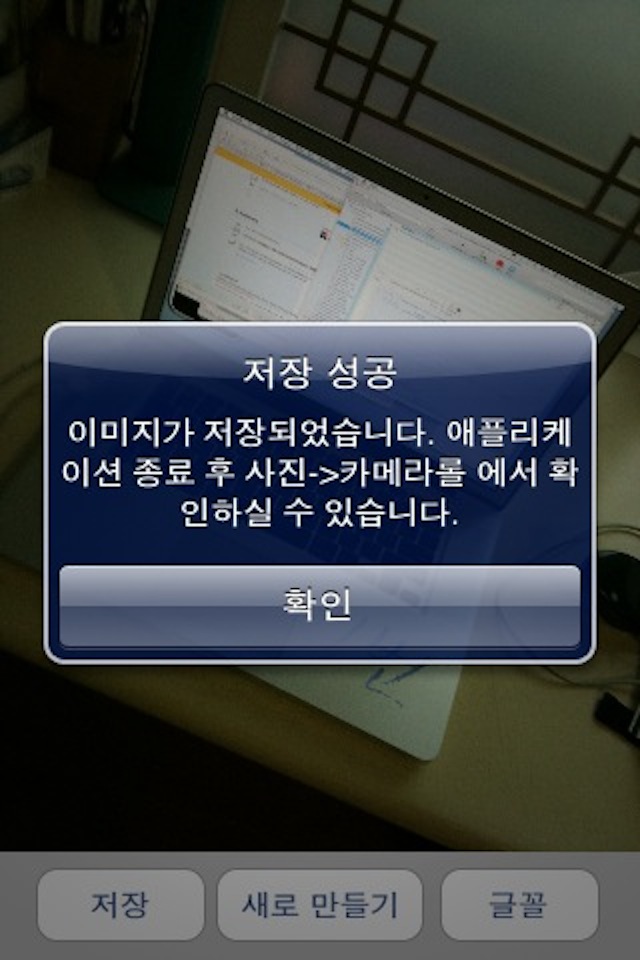 저장 성공
이미지가 저장되었습니다. 애플리케
이션 종료 후 사진->카메라롤 에서 확
인하실 수 있습니다.
확인
저장 새로 만들기 글꼴